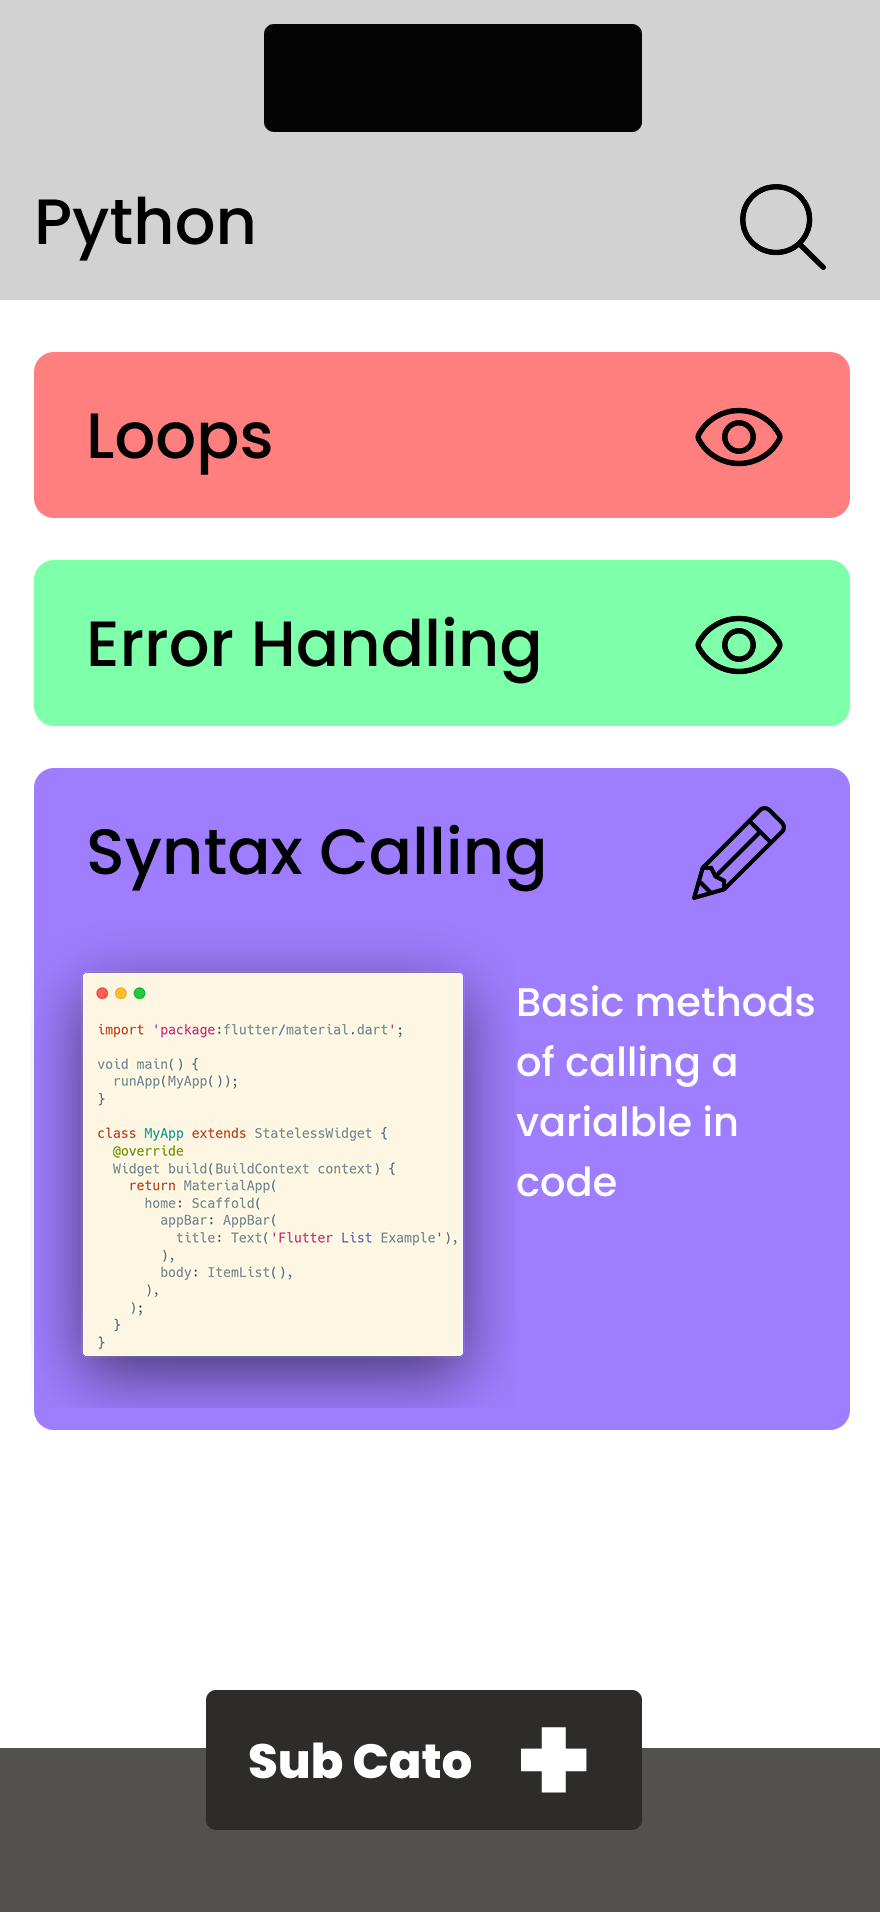 Python
Loops
Error Handling
Syntax Calling
import 'package:flutter/material.dart';
void main() {
  runApp(MyApp());
}
class MyApp extends StatelessWidget {
  @override
  Widget build(BuildContext context) {
    return MaterialApp(
      home: Scaffold(
        appBar: AppBar(
          title: Text('Flutter List Example'),
        ),
        body: ItemList(),
      ),
    );
  }
}
Basic methods
of calling a
varialble in
code
Sub Cato